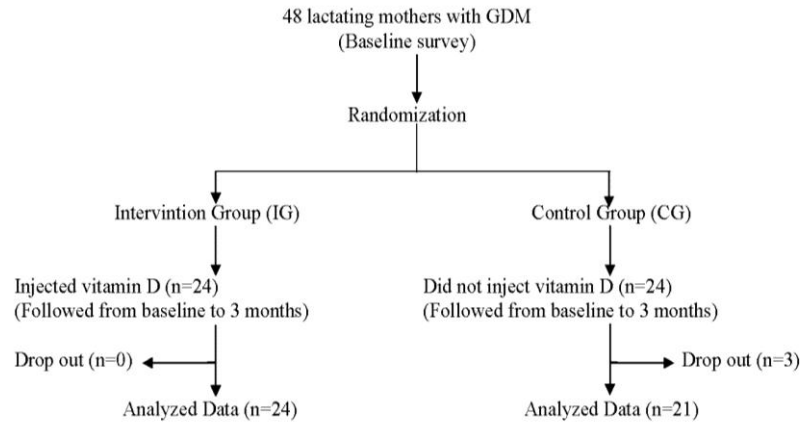 48 lactating mothers with GDM
(Baseline survey)
Randomization
Intervintion Group (IG)
Control Group (CG)
Injected vitamin D (n=24)
(Followed from baseline to 3 months)
Did not inject vitamin D (n=24)
(Followed from baseline to 3 months)
Drop out (n=0)
Drop out (n=3)
Analyzed Data (n=24)
Analyzed Data (n=21)